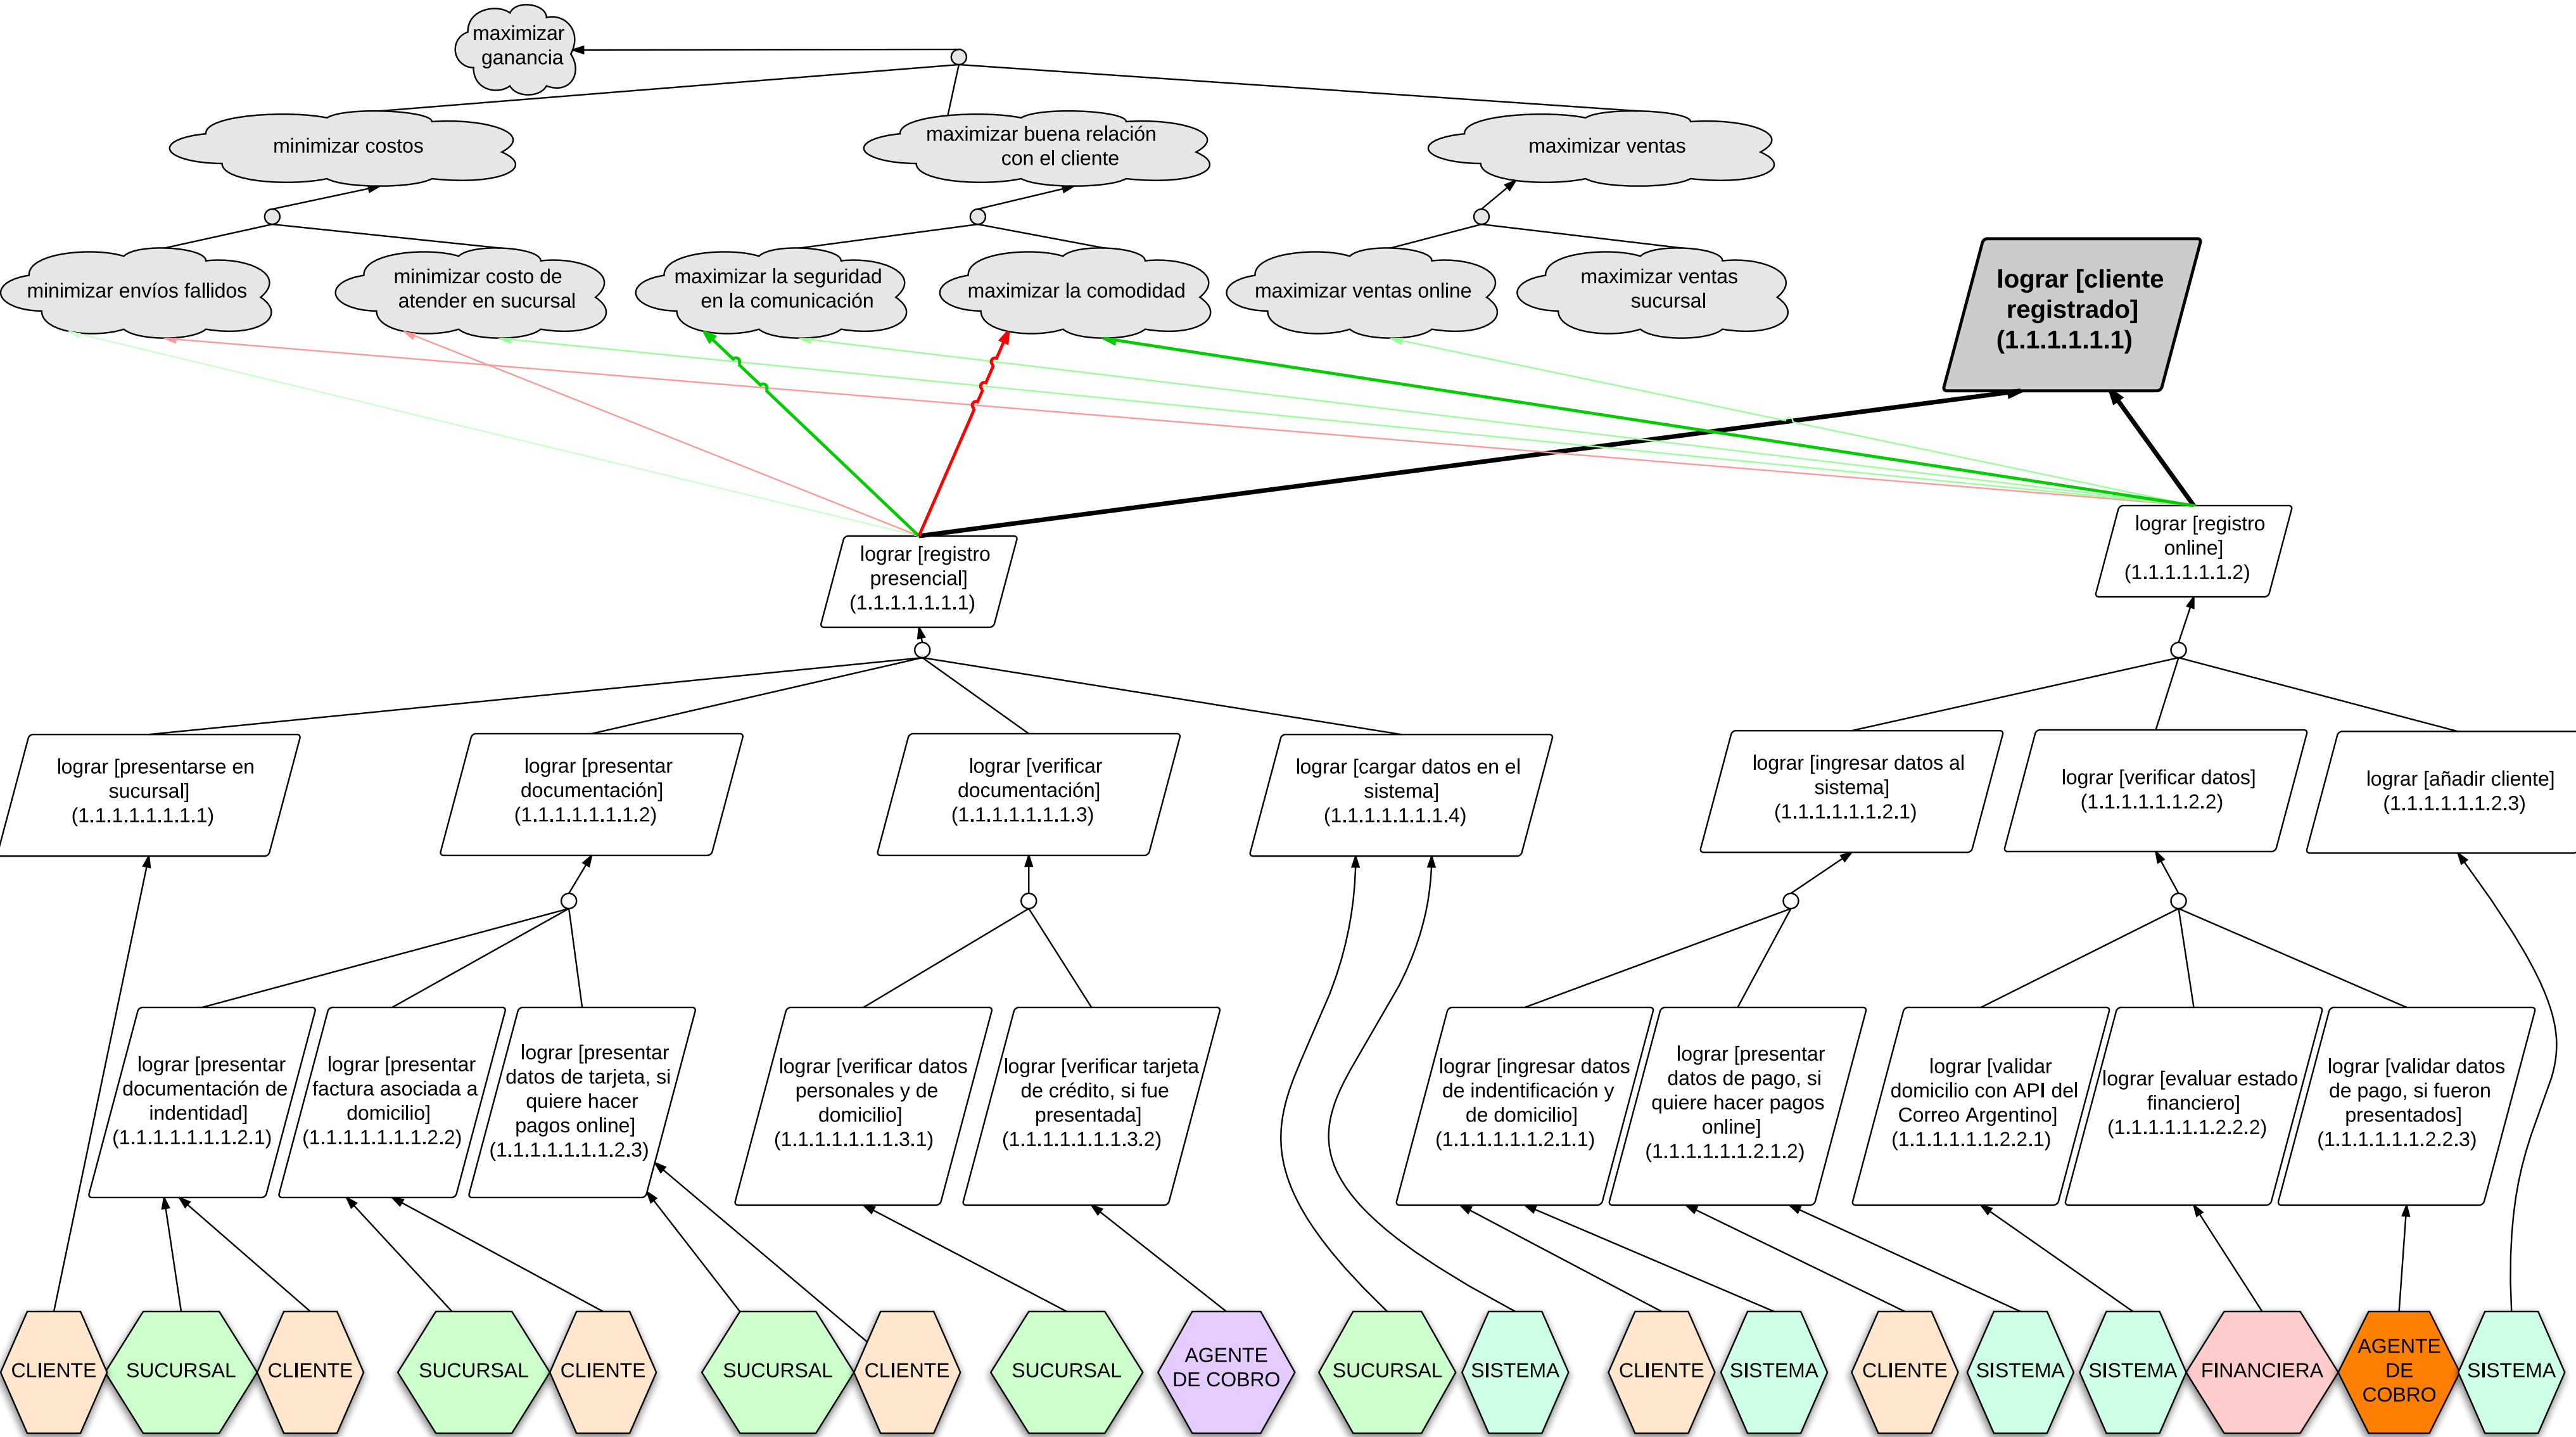 maximizar
ganancia
minimizar costos
maximizar buena relación
con el cliente
maximizar ventas
minimizar envíos fallidos
minimizar costo de
atender en sucursal
maximizar la seguridad
en la comunicación
maximizar la comodidad
maximizar ventas online
maximizar ventas
sucursal
lograr [cliente
registrado]
(1.1.1.1.1.1)
lograr [registro
presencial]
(1.1.1.1.1.1.1)
lograr [registro
online]
(1.1.1.1.1.1.2)
lograr [presentarse en
sucursal]
(1.1.1.1.1.1.1.1)
lograr [presentar
documentación]
(1.1.1.1.1.1.1.2)
lograr [verificar
documentación]
(1.1.1.1.1.1.1.3)
lograr [cargar datos en el
sistema]
(1.1.1.1.1.1.1.4)
lograr [ingresar datos al
sistema]
(1.1.1.1.1.1.2.1)
lograr [verificar datos]
(1.1.1.1.1.1.2.2)
lograr [añadir cliente]
(1.1.1.1.1.1.2.3)
lograr [presentar
documentación de
indentidad]
(1.1.1.1.1.1.1.2.1)
lograr [presentar
factura asociada a
domicilio]
(1.1.1.1.1.1.1.2.2)
lograr [presentar
datos de tarjeta, si
quiere hacer
pagos online]
(1.1.1.1.1.1.1.2.3)
lograr [verificar datos
personales y de
domicilio]
(1.1.1.1.1.1.1.3.1)
lograr [verificar tarjeta
de crédito, si fue
presentada]
(1.1.1.1.1.1.1.3.2)
lograr [ingresar datos
de indentificación y
de domicilio]
(1.1.1.1.1.1.2.1.1)
lograr [presentar
datos de pago, si
quiere hacer pagos
online]
(1.1.1.1.1.1.2.1.2)
lograr [validar
domicilio con API del
Correo Argentino]
(1.1.1.1.1.1.2.2.1)
lograr [evaluar estado
financiero]
(1.1.1.1.1.1.2.2.2)
lograr [validar datos
de pago, si fueron
presentados]
(1.1.1.1.1.1.2.2.3)
CLIENTE
SUCURSAL
CLIENTE
SUCURSAL
CLIENTE
SUCURSAL
CLIENTE
SUCURSAL
AGENTE
DE COBRO
SUCURSAL
SISTEMA
CLIENTE
SISTEMA
CLIENTE
SISTEMA
SISTEMA
FINANCIERA
AGENTE
DE
COBRO
SISTEMA